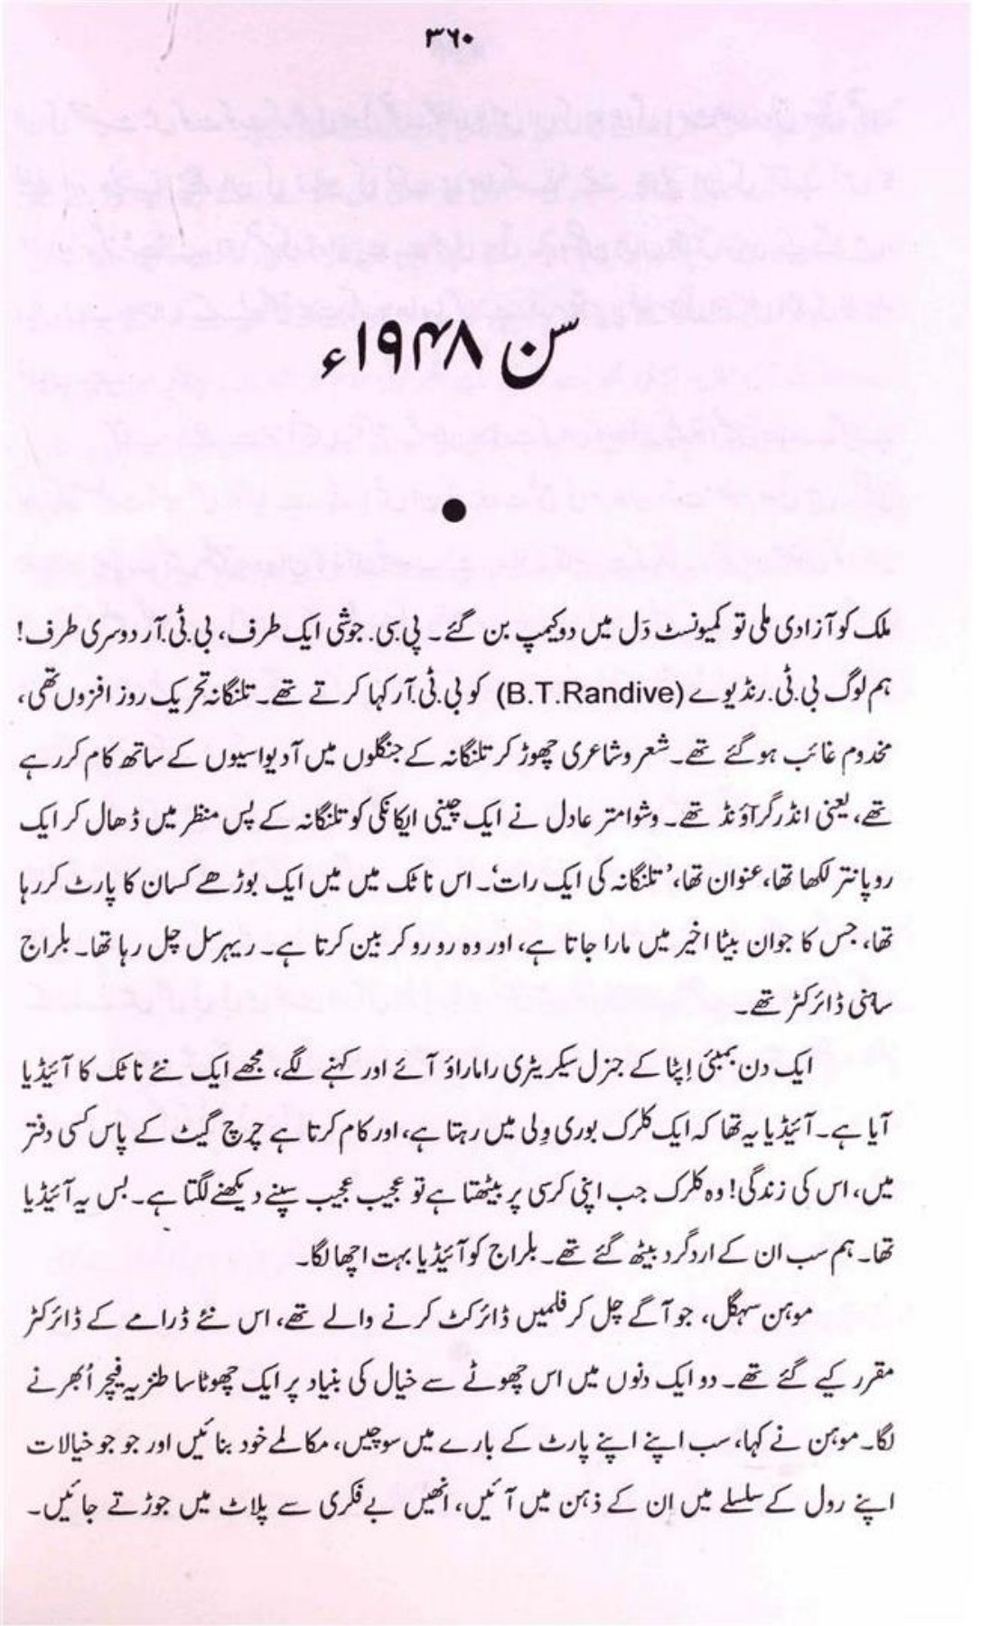 ۳۶۰
سن ۱۹۴۸ء
ملک کو آزادی ملی تو کمیونسٹ دَل میں دو کیمپ بن گئے۔ پی.سی. جوشی ایک طرف، بی.ٹی.آر دوسری طرف!
ہم لوگ بی.ٹی. رنڈیوے (B.T.Randive) کو بی.ٹی.آر کہا کرتے تھے۔ تلنگانہ تحریک روز افزوں تھی،
مخدوم غائب ہوگئے تھے۔ شعر و شاعری چھوڑ کر تلنگانہ کے جنگلوں میں آدیواسیوں کے ساتھ کام کررہے
تھے، یعنی انڈر گرآؤنڈ تھے۔ وشوامتر عادل نے ایک چینی ایکانکی کو تلنگانہ کے پس منظر میں ڈھال کر ایک
روپانتر لکھا تھا، عنوان تھا، ’تلنگانہ کی ایک رات‘۔ اس ناٹک میں میں ایک بوڑھے کسان کا پارٹ کررہا
تھا، جس کا جوان بیٹا اخیر میں مارا جاتا ہے، اور وہ رو رو کر بین کرتا ہے۔ ریہرسل چل رہا تھا۔ بلراج
ساہنی ڈائرکٹر تھے۔
ایک دن بمبئی اِپٹا کے جنرل سیکریٹری راماراؤ آئے اور کہنے لگے، مجھے ایک نئے ناٹک کا آئیڈیا
آیا ہے۔ آئیڈیا یہ تھا کہ ایک کلرک بوری وِلی میں رہتا ہے، اور کام کرتا ہے چرچ گیٹ کے پاس کسی دفتر
میں، اس کی زندگی! وہ کلرک جب اپنی کرسی پر بیٹھتا ہے تو عجیب عجیب سپنے دیکھنے لگتا ہے۔ بس یہ آئیڈیا
تھا۔ ہم سب ان کے اردگرد بیٹھ گئے تھے۔ بلراج کو آئیڈیا بہت اچھا لگا۔
موہن سہگل، جو آگے چل کر فلمیں ڈائرکٹ کرنے والے تھے، اس نئے ڈرامے کے ڈائرکٹر
مقرر کیے گئے تھے۔ دو ایک دنوں میں اس چھوٹے سے خیال کی بنیاد پر ایک چھوٹا سا طنزیہ فیچر اُبھرنے
لگا۔ موہن نے کہا، سب اپنے اپنے پارٹ کے بارے میں سوچیں، مکالمے خود بنائیں اور جو جو خیالات
اپنے رول کے سلسلے میں اِن کے ذہن میں آئیں، انھیں بے فکری سے پلاٹ میں جوڑتے جائیں۔